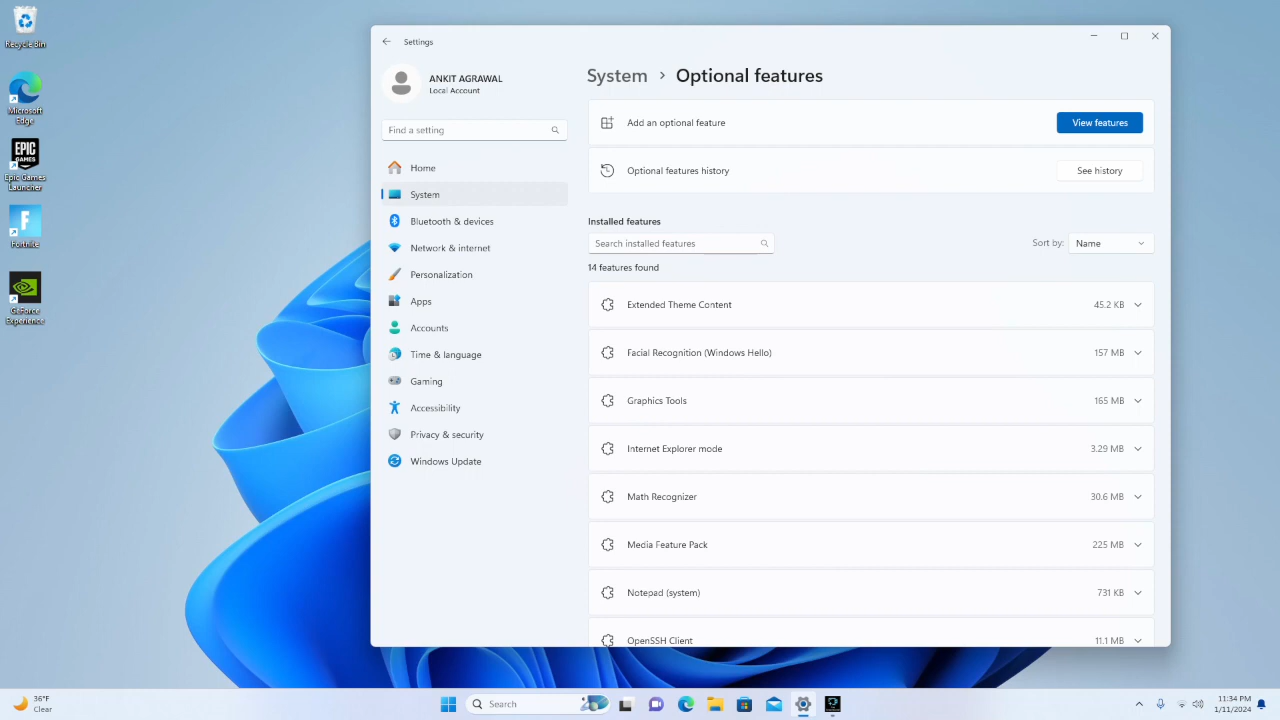 Recycle Bin
Microsoft
Edge
EPIC
GAMES
Epic Games
Launcher
Fortnite
GeForce
Experience
Settings
ANKIT AGRAWAL
Local Account
Find a setting
Home
System
Bluetooth & devices
Network & internet
Personalization
Apps
Accounts
Time & language
Gaming
Accessibility
Privacy & security
Windows Update
System > Optional features
Add an optional feature
View features
Optional features history
See history
Installed features
Search installed features
Sort by: Name
14 features found
Extended Theme Content 45.2 KB
Facial Recognition (Windows Hello) 157 MB
Graphics Tools 165 MB
Internet Explorer mode 3.29 MB
Math Recognizer 30.6 MB
Media Feature Pack 225 MB
Notepad (system) 731 KB
OpenSSH Client 11.1 MB
36°F
Clear
Search
11:34 PM
1/11/2024